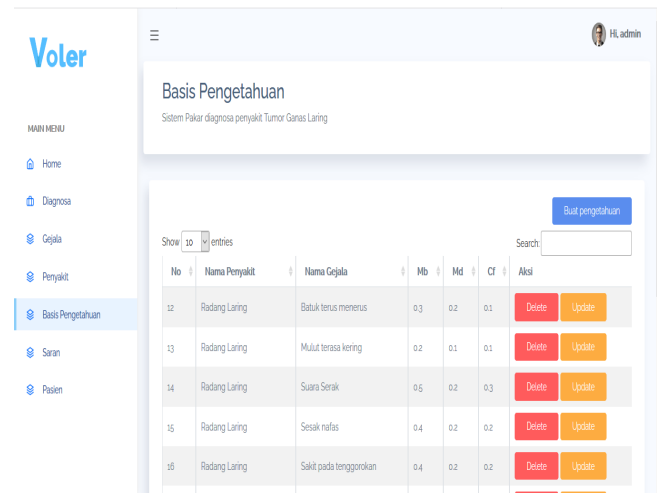 Voler
Hi, admin
MAIN MENU
Home
Diagnosa
Gejala
Penyakit
Basis Pengetahuan
Saran
Pasien
Basis Pengetahuan
Sistem Pakar diagnosa penyakit Tumor Ganas Laring
Buat pengetahuan
Show 10 entries
Search:
No Nama Penyakit Nama Gejala Mb Md Cf Aksi
12 Radang Laring Batuk terus menerus 0.3 0.2 0.1 Delete Update
13 Radang Laring Mulut terasa kering 0.2 0.1 0.1 Delete Update
14 Radang Laring Suara Serak 0.5 0.2 0.3 Delete Update
15 Radang Laring Sesak nafas 0.4 0.2 0.2 Delete Update
16 Radang Laring Sakit pada tenggorokan 0.4 0.2 0.2 Delete Update